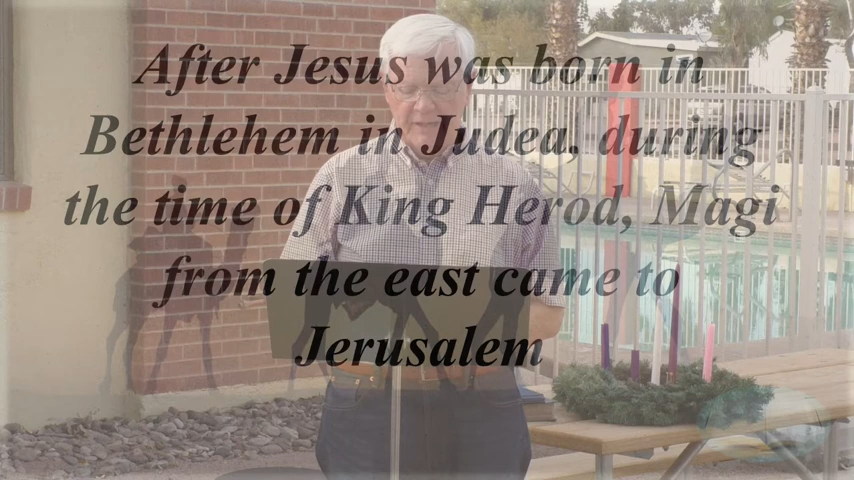 After Jesus was born in
Bethlehem in Judea, during
the time of King Herod, Magi
from the east came to
Jerusalem